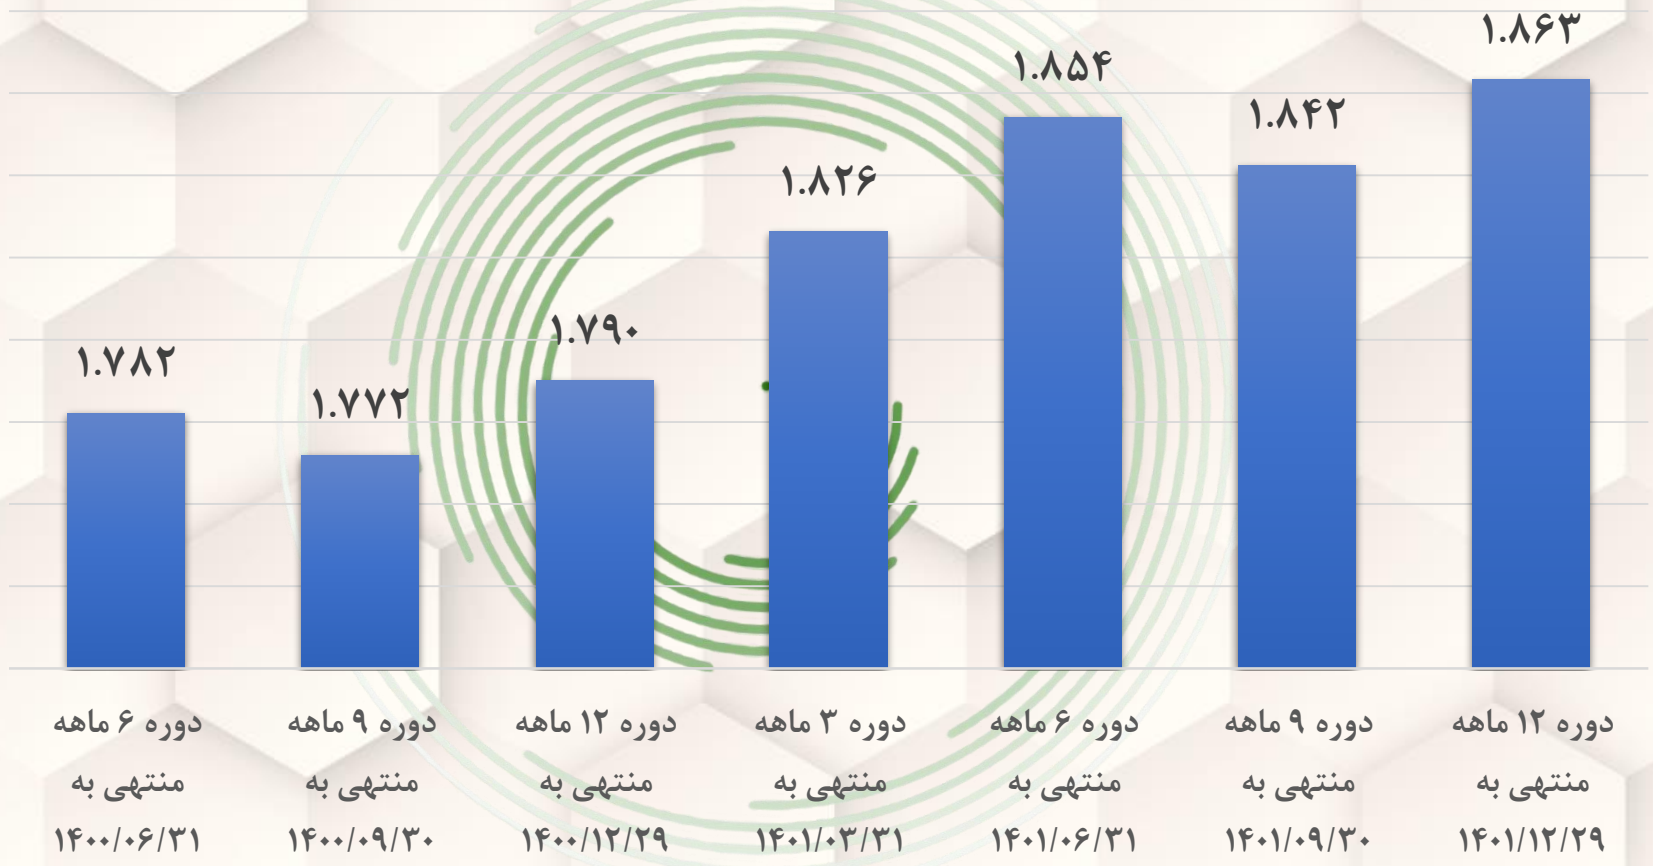 ۱.۷۸۲
۱.۷۷۲
۱.۷۹۰
۱.۸۲۶
۱.۸۵۴
۱.۸۴۲
۱.۸۶۳
دوره ۶ ماهه
منتهی به
۱۴۰۰/۰۶/۳۱
دوره ۹ ماهه
منتهی به
۱۴۰۰/۰۹/۳۰
دوره ۱۲ ماهه
منتهی به
۱۴۰۰/۱۲/۲۹
دوره ۳ ماهه
منتهی به
۱۴۰۱/۰۳/۳۱
دوره ۶ ماهه
منتهی به
۱۴۰۱/۰۶/۳۱
دوره ۹ ماهه
منتهی به
۱۴۰۱/۰۹/۳۰
دوره ۱۲ ماهه
منتهی به
۱۴۰۱/۱۲/۲۹